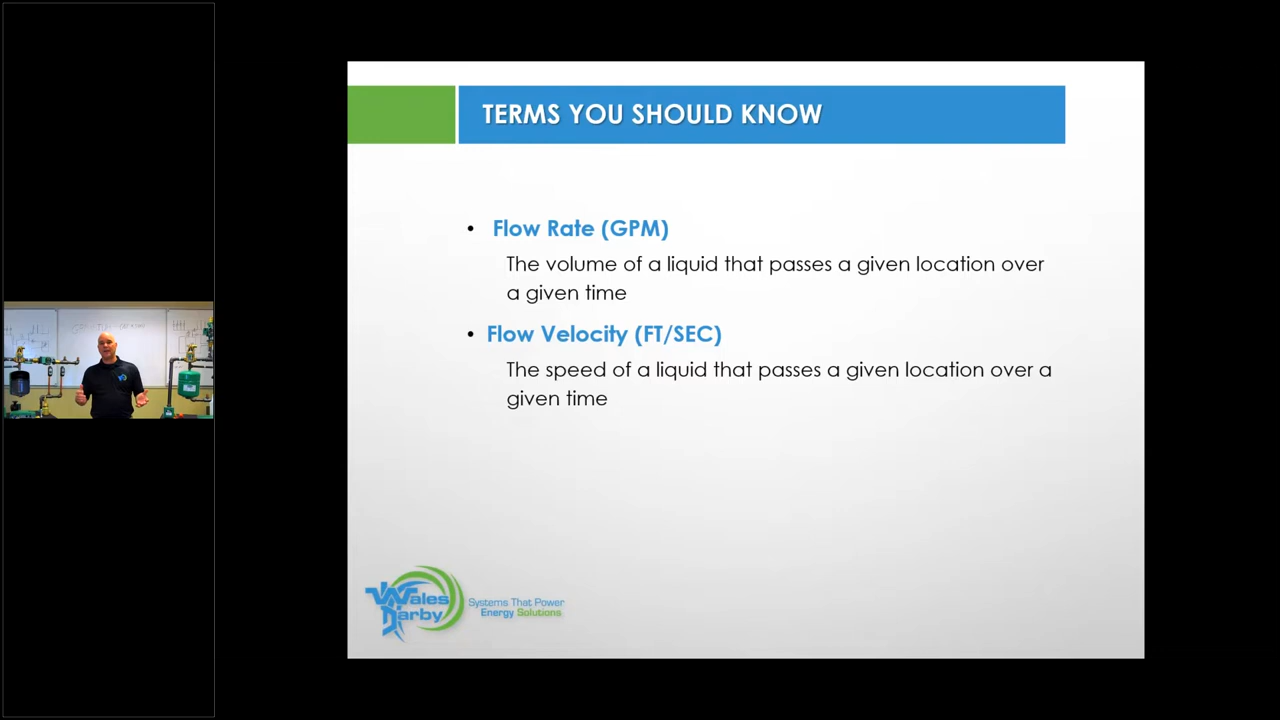 TERMS YOU SHOULD KNOW
• Flow Rate (GPM)
The volume of a liquid that passes a given location over
a given time
• Flow Velocity (FT/SEC)
The speed of a liquid that passes a given location over a
given time
Wales
Darby
Systems That Power
Energy Solutions